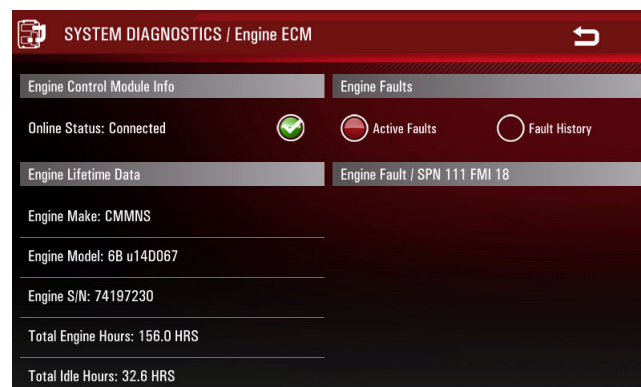 SYSTEM DIAGNOSTICS / Engine ECM
Engine Control Module Info
Online Status: Connected
Engine Lifetime Data
Engine Make: CMMNS
Engine Model: 6B u14D067
Engine S/N: 74197230
Total Engine Hours: 156.0 HRS
Total Idle Hours: 32.6 HRS
Engine Faults
Active Faults
Fault History
Engine Fault / SPN 111 FMI 18